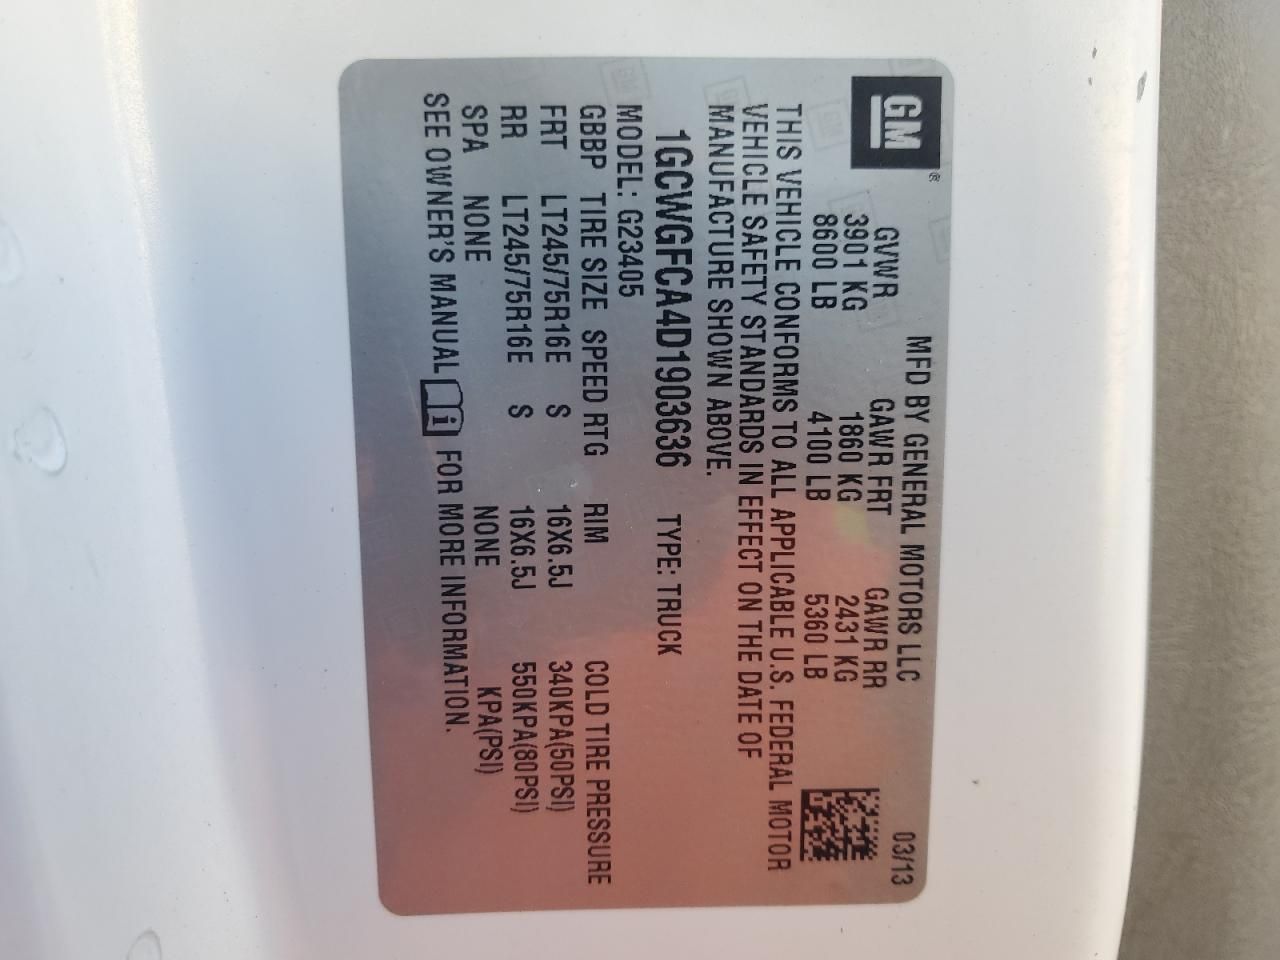 GM ®
MFD BY GENERAL MOTORS LLC 03/13
GVWR GAWR FRT GAWR RR
3901 KG 1860 KG 2431 KG
8600 LB 4100 LB 5360 LB
THIS VEHICLE CONFORMS TO ALL APPLICABLE U.S. FEDERAL MOTOR
VEHICLE SAFETY STANDARDS IN EFFECT ON THE DATE OF
MANUFACTURE SHOWN ABOVE.
1GCWGFCA4D1903636 TYPE: TRUCK
MODEL: G23405
GBBP TIRE SIZE SPEED RTG RIM COLD TIRE PRESSURE
FRT LT245/75R16E S 16X6.5J 340KPA(50PSI)
RR LT245/75R16E S 16X6.5J 550KPA(80PSI)
SPA NONE NONE KPA(PSI)
SEE OWNER'S MANUAL i FOR MORE INFORMATION.